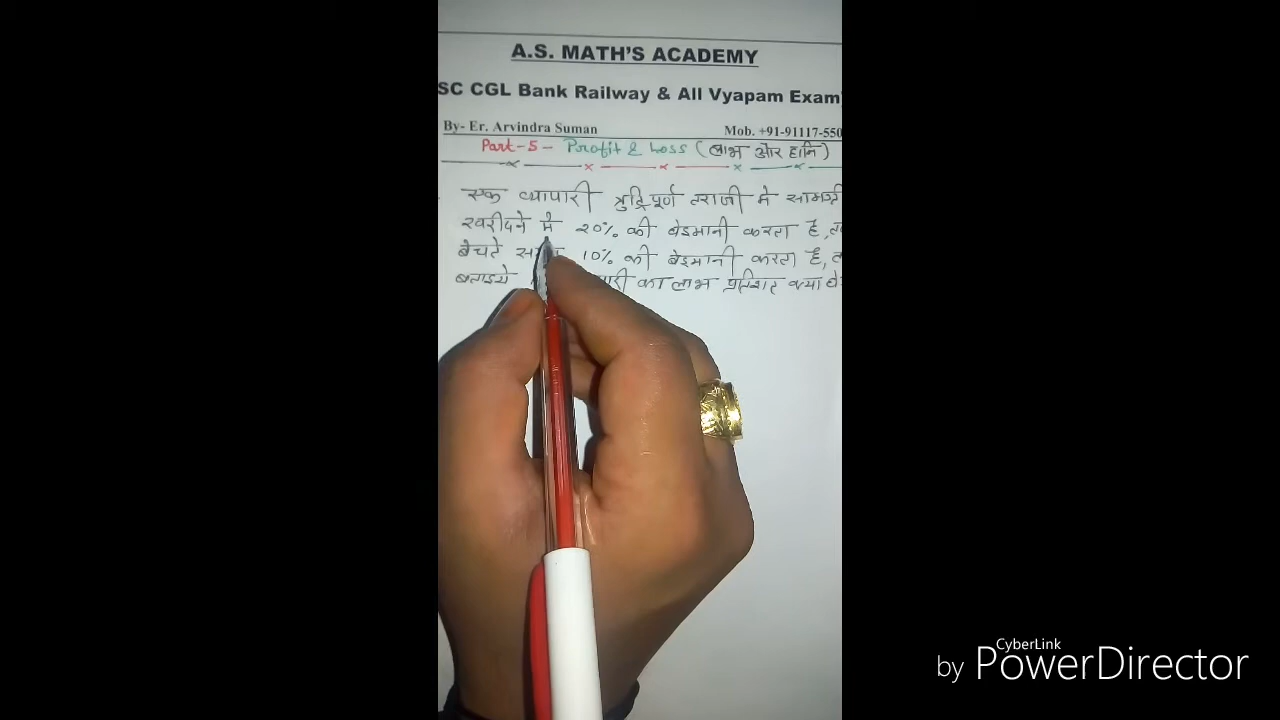 A.S. MATH'S ACADEMY
SC CGL Bank Railway & All Vyapam Exam
By- Er. Arvindra Suman Mob. +91-91117-550
Part-5 - Profit & Loss (लाभ और हानि)
एक व्यापारी त्रुटिपूर्ण तराजी मे
खरीदने मे 20% की बेइमानी करता है,
बेचते 10% की बेइमानी करता है,
बताइये का लाभ प्रतिशत क्या
CyberLink
by PowerDirector